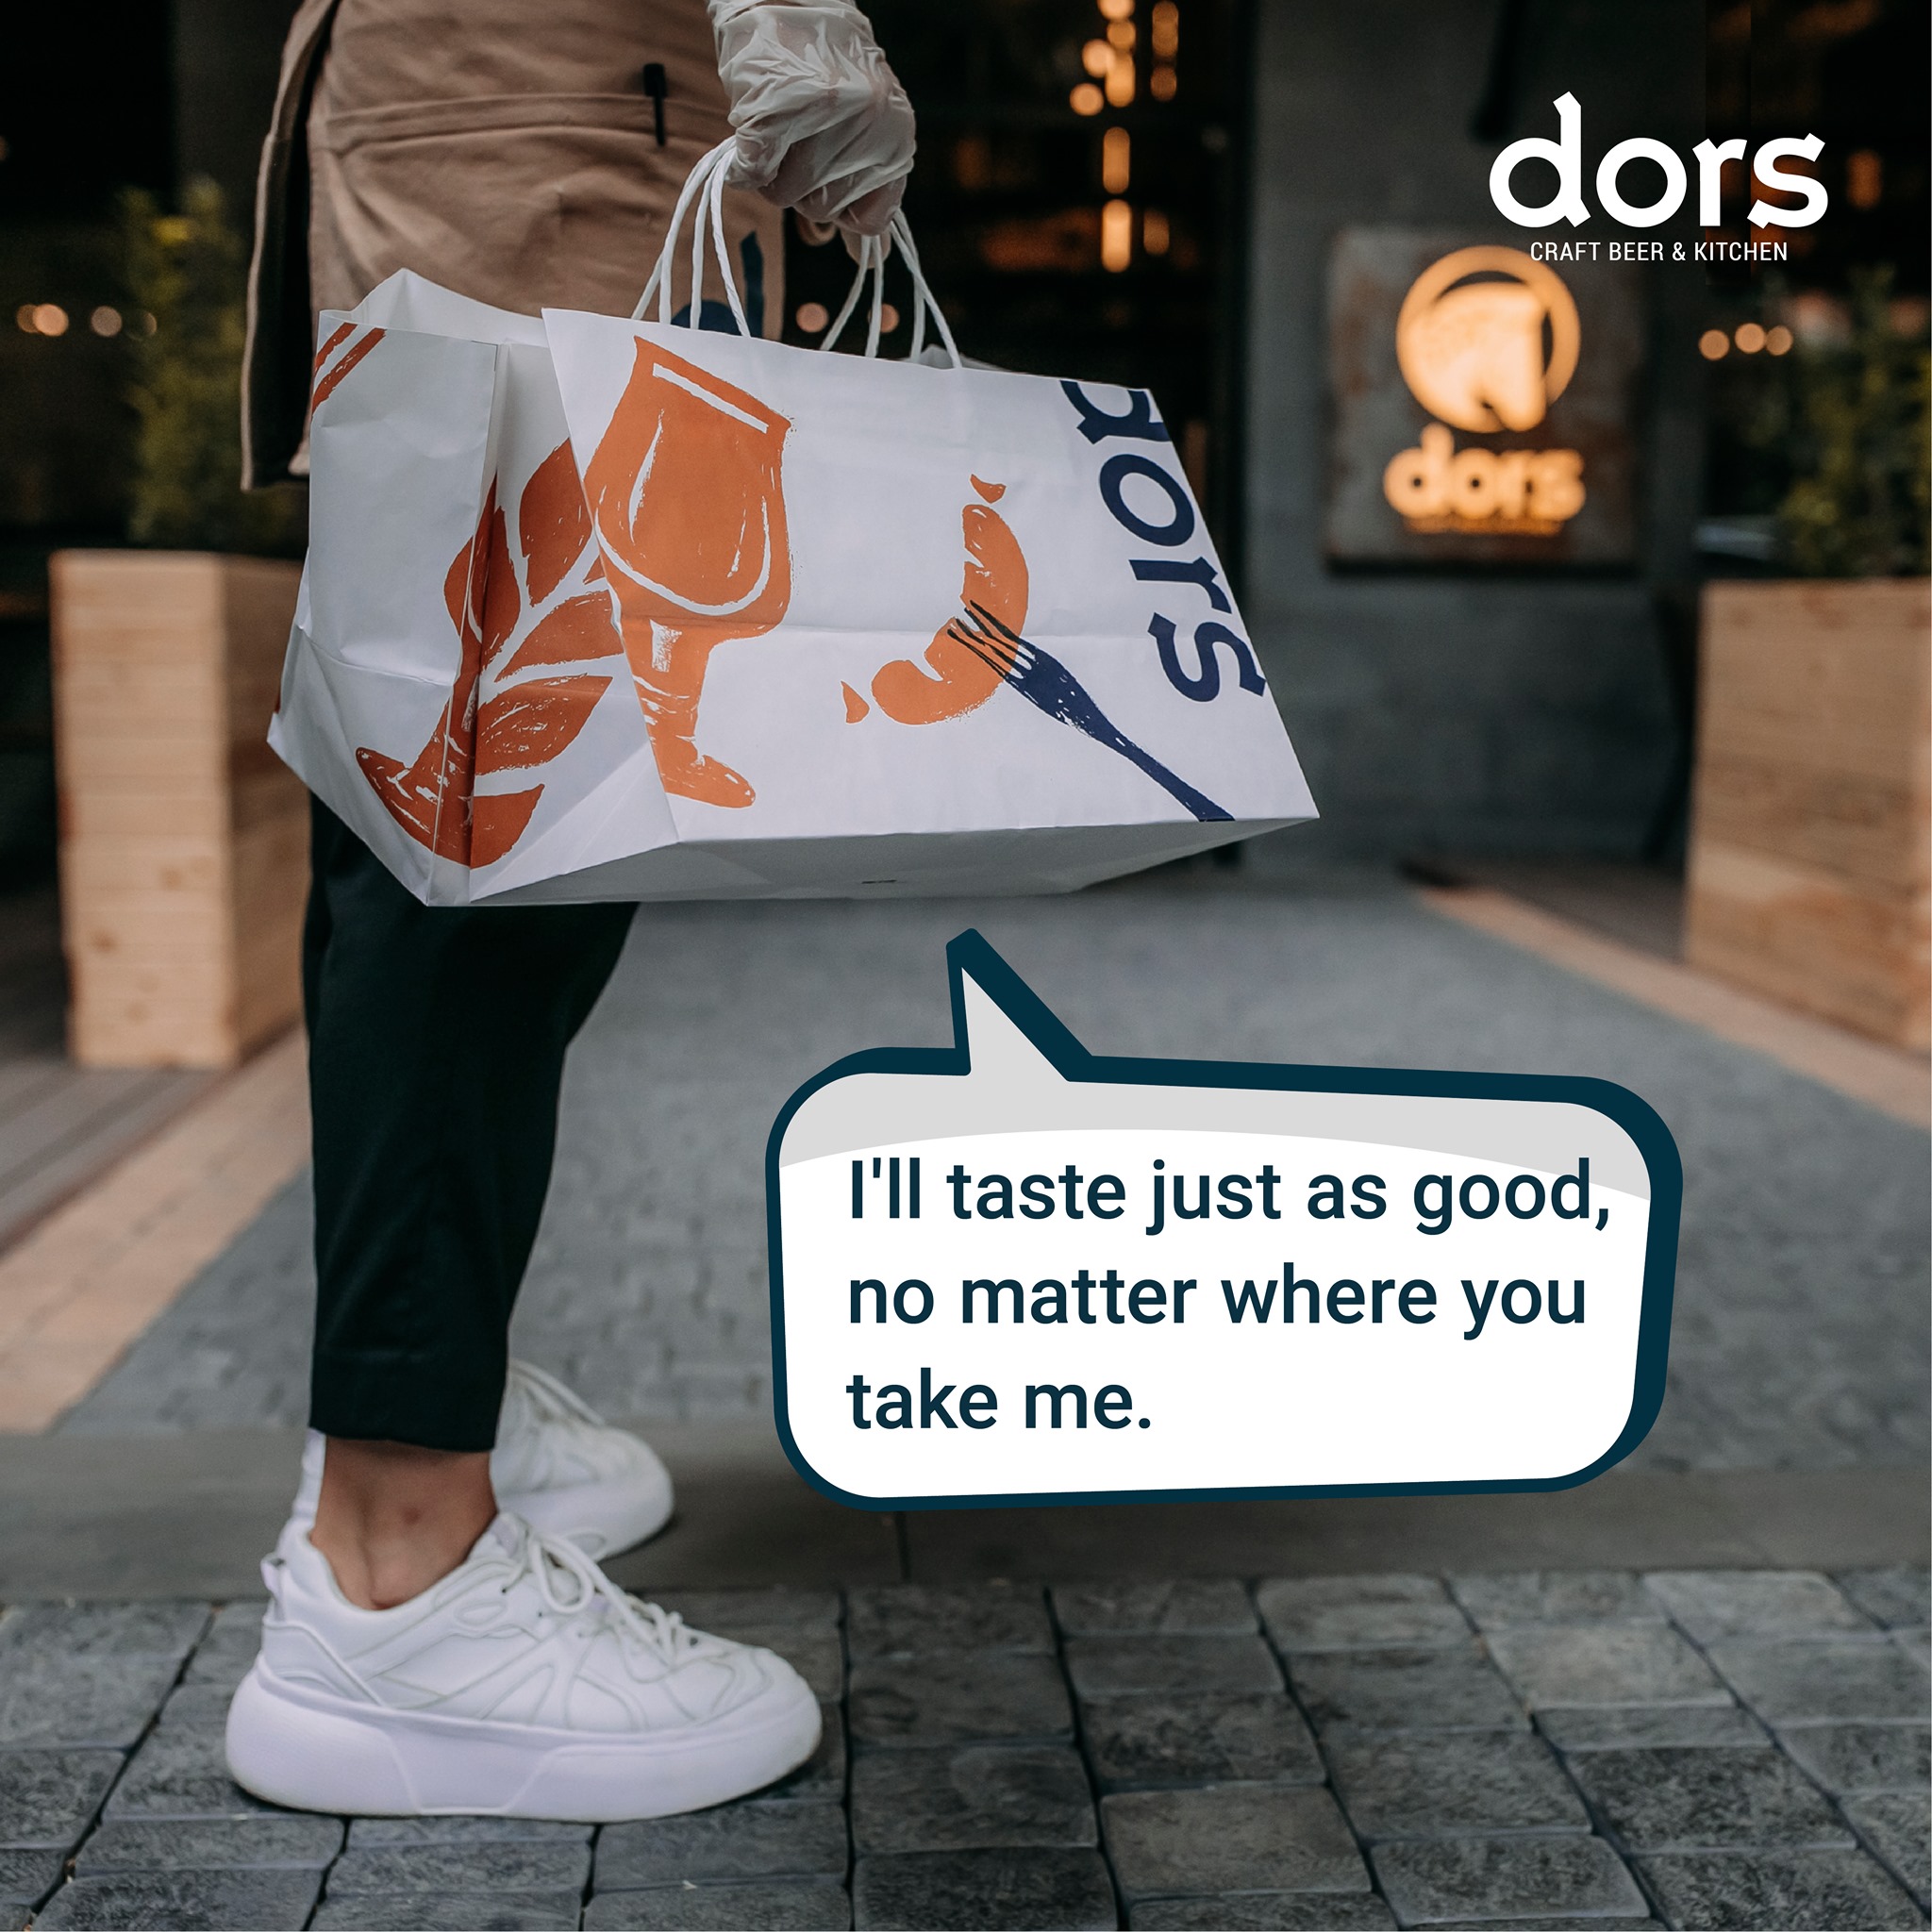 dors
CRAFT BEER & KITCHEN
dors
dors
I'll taste just as good,
no matter where you
take me.